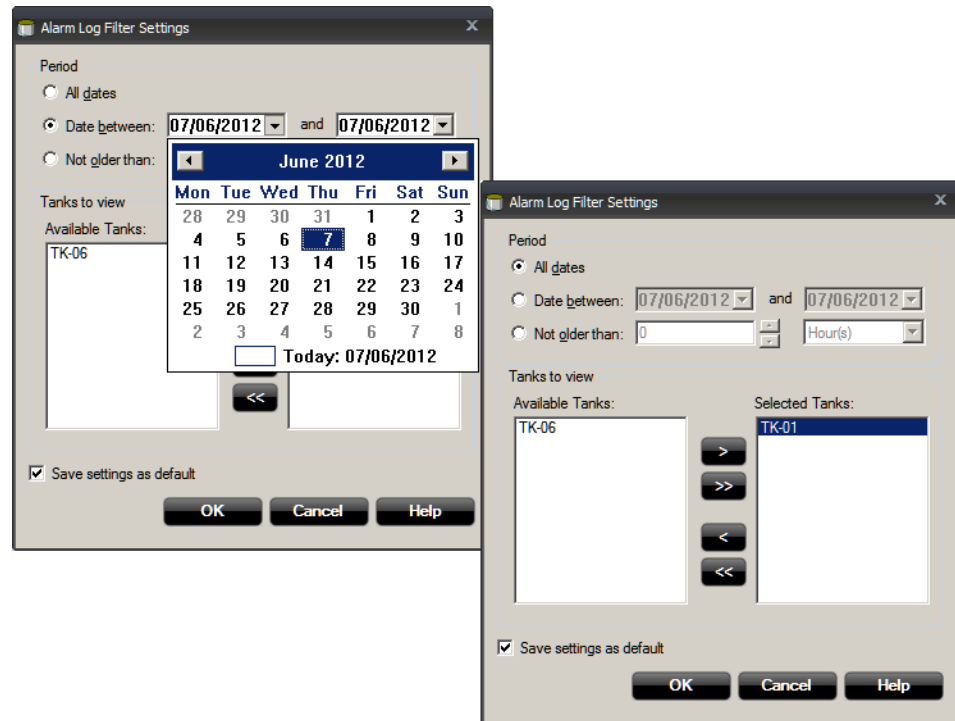 Alarm Log Filter Settings X
Period
All dates
Date between: 07/06/2012 and 07/06/2012
Not older than:
June 2012
Mon Tue Wed Thu Fri Sat Sun
28 29 30 31 1 2 3
4 5 6 7 8 9 10
11 12 13 14 15 16 17
18 19 20 21 22 23 24
25 26 27 28 29 30 1
2 3 4 5 6 7 8
Today: 07/06/2012
Tanks to view
Available Tanks:
TK-06
<<
Save settings as default
OK Cancel Help
Alarm Log Filter Settings X
Period
All dates
Date between: 07/06/2012 and 07/06/2012
Not older than: 0 Hour(s)
Tanks to view
Available Tanks: Selected Tanks:
TK-06 TK-01
>
>>
<
<<
Save settings as default
OK Cancel Help